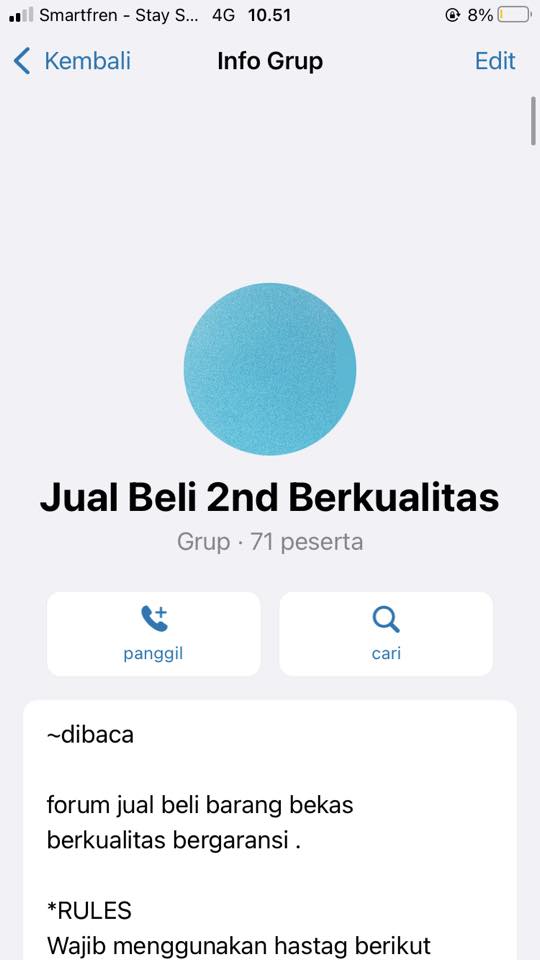 Smartfren - Stay S... 4G 10.51 8%
Kembali Info Grup Edit
Jual Beli 2nd Berkualitas
Grup · 71 peserta
panggil cari
~dibaca
forum jual beli barang bekas
berkualitas bergaransi .
*RULES
Wajib menggunakan hastag berikut